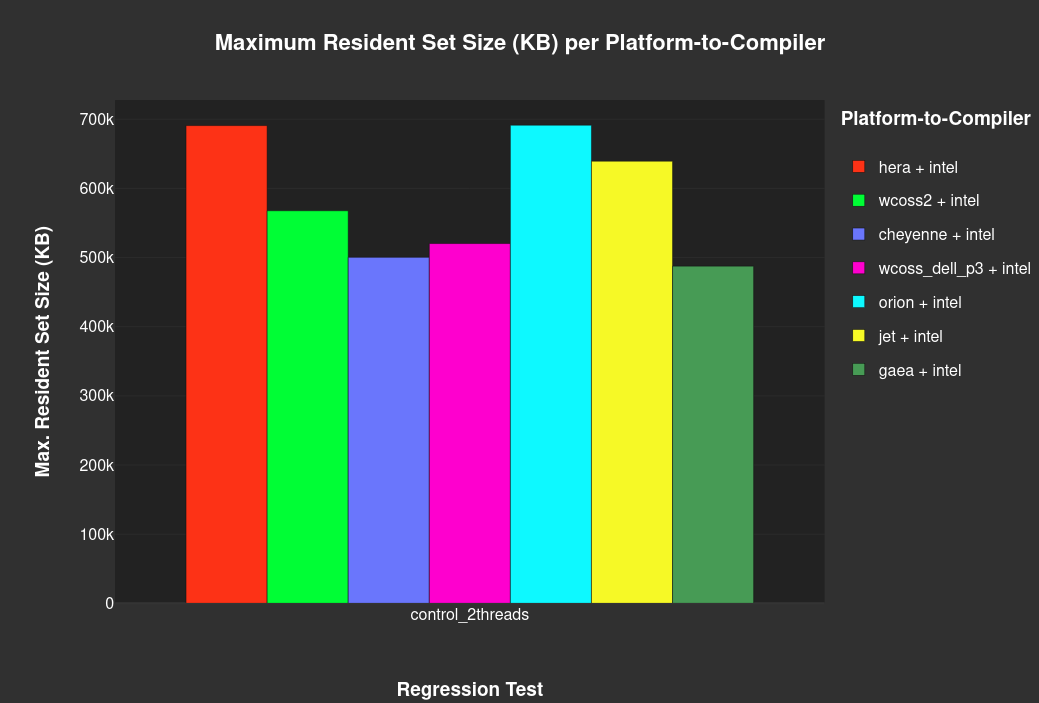 Maximum Resident Set Size (KB) per Platform-to-Compiler
Max. Resident Set Size (KB)
700k
600k
500k
400k
300k
200k
100k
0
control_2threads
Regression Test
Platform-to-Compiler
hera + intel
wcoss2 + intel
cheyenne + intel
wcoss_dell_p3 + intel
orion + intel
jet + intel
gaea + intel